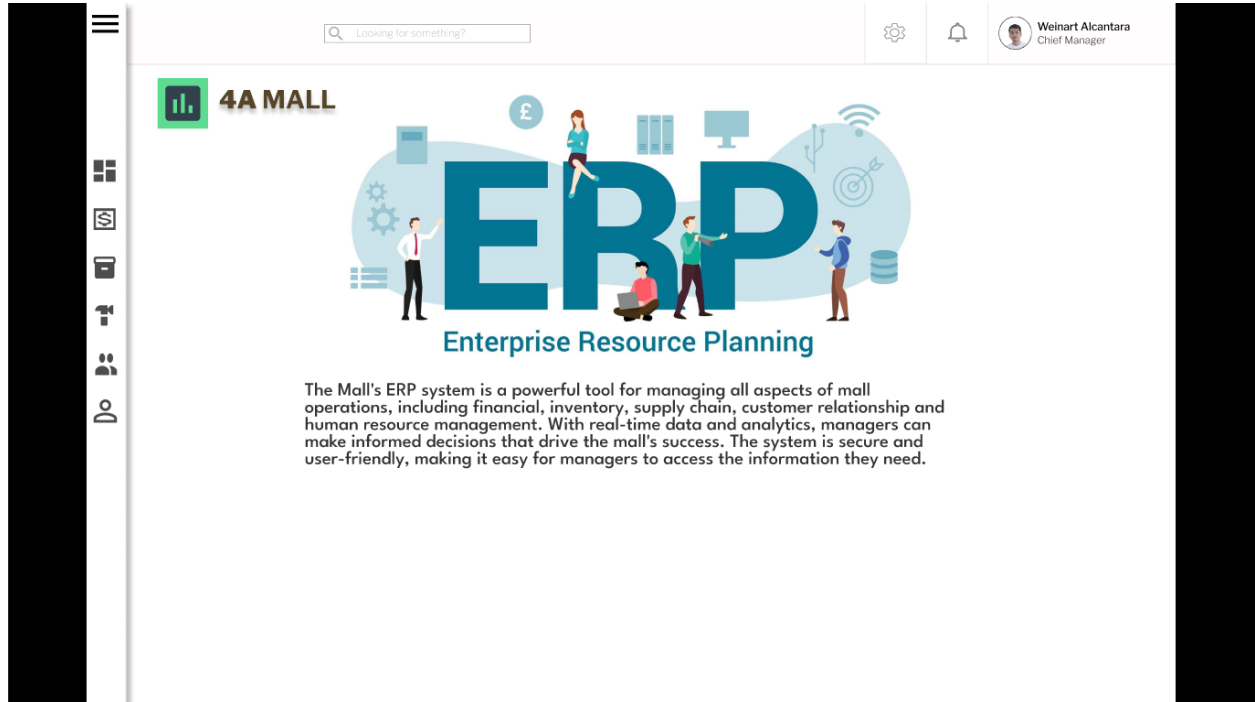 Looking for something?
Weinart Alcantara
Chief Manager
4A MALL
£
ERP
Enterprise Resource Planning
The Mall's ERP system is a powerful tool for managing all aspects of mall
operations, including financial, inventory, supply chain, customer relationship and
human resource management. With real-time data and analytics, managers can
make informed decisions that drive the mall's success. The system is secure and
user-friendly, making it easy for managers to access the information they need.